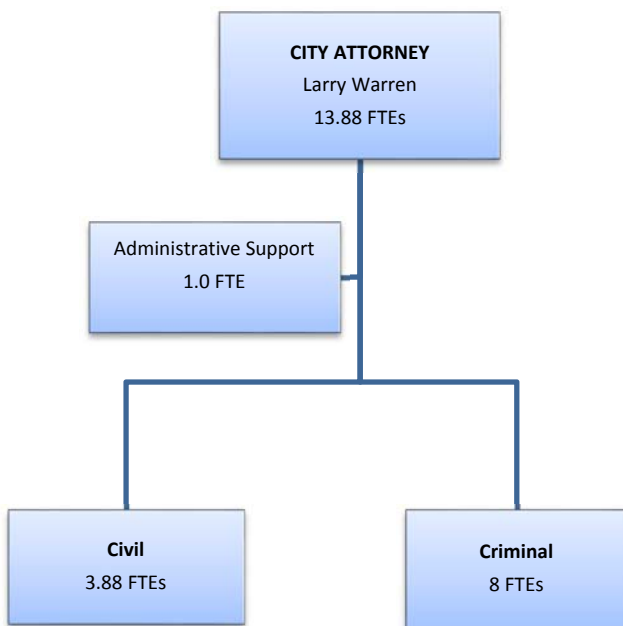 CITY ATTORNEY
Larry Warren
13.88 FTEs
Administrative Support
1.0 FTE
Civil
3.88 FTEs
Criminal
8 FTEs